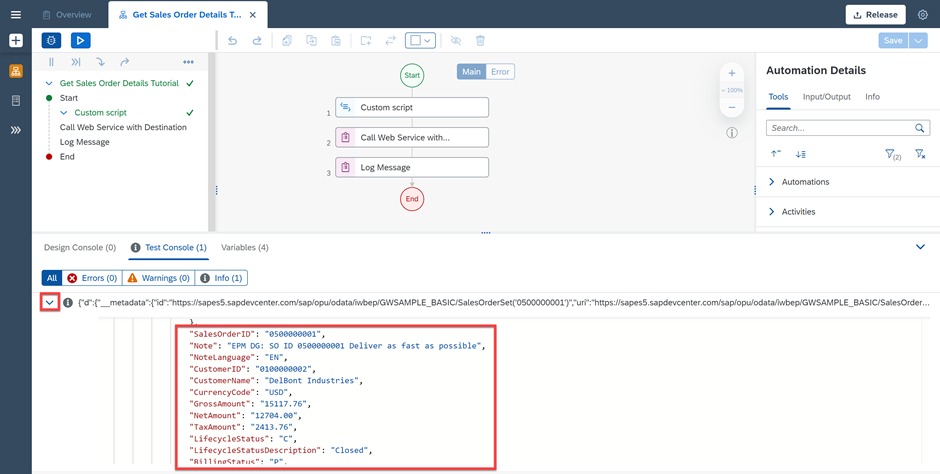 Overview
Get Sales Order Details T...
Release
Save
Get Sales Order Details Tutorial
Start
Custom script
Call Web Service with Destination
Log Message
End
Main
Error
Start
1
Custom script
2
Call Web Service with...
3
Log Message
End
= 100%
Automation Details
Tools
Input/Output
Info
Search...
(2)
Automations
Activities
Design Console (0)
Test Console (1)
Variables (4)
All
Errors (0)
Warnings (0)
Info (1)
{"d":{"__metadata":{"id":"https://sapes5.sapdevcenter.com/sap/opu/odata/iwbep/GWSAMPLE_BASIC/SalesOrderSet('0500000001')","uri":"https://sapes5.sapdevcenter.com/sap/opu/odata/iwbep/GWSAMPLE_BASIC/SalesOrder...
},
"SalesOrderID": "0500000001",
"Note": "EPM DG: SO ID 0500000001 Deliver as fast as possible",
"NoteLanguage": "EN",
"CustomerID": "0100000002",
"CustomerName": "DelBont Industries",
"CurrencyCode": "USD",
"GrossAmount": "15117.76",
"NetAmount": "12704.00",
"TaxAmount": "2413.76",
"LifecycleStatus": "C",
"LifecycleStatusDescription": "Closed",
"BillingStatus": "P",